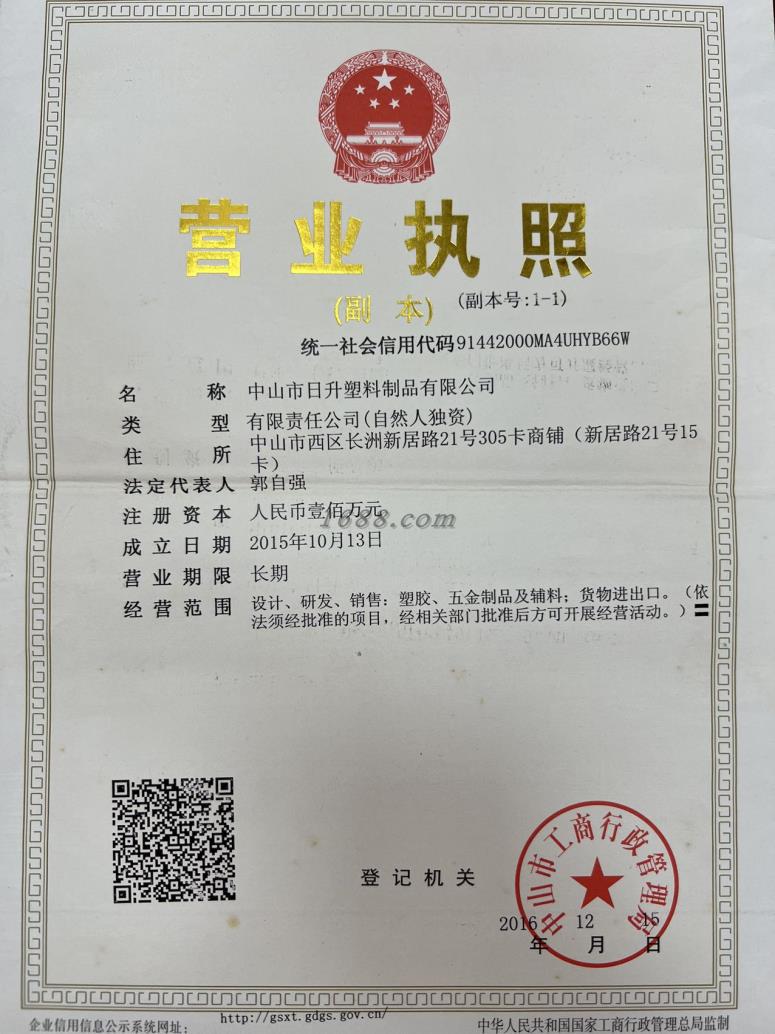 营业执照
(副 本) (副本号:1-1)
统一社会信用代码91442000MA4UHYB66W
名 称 中山市日升塑料制品有限公司
类 型 有限责任公司(自然人独资)
住 所 中山市西区长洲新居路21号305卡商铺（新居路21号15
卡）
法定代表人 郭自强
注册资本 人民币壹佰万元
1688.com
成立日期 2015年10月13日
营业期限 长期
经营范围 设计、研发、销售：塑胶、五金制品及辅料；货物进出口。（依
法须经批准的项目，经相关部门批准后方可开展经营活动。）〓
登记机关
中山市工商行政管理局
2016 12 15
年 月 日
企业信用信息公示系统网址： http://gsxt.gdgs.gov.cn/
中华人民共和国国家工商行政管理总局监制